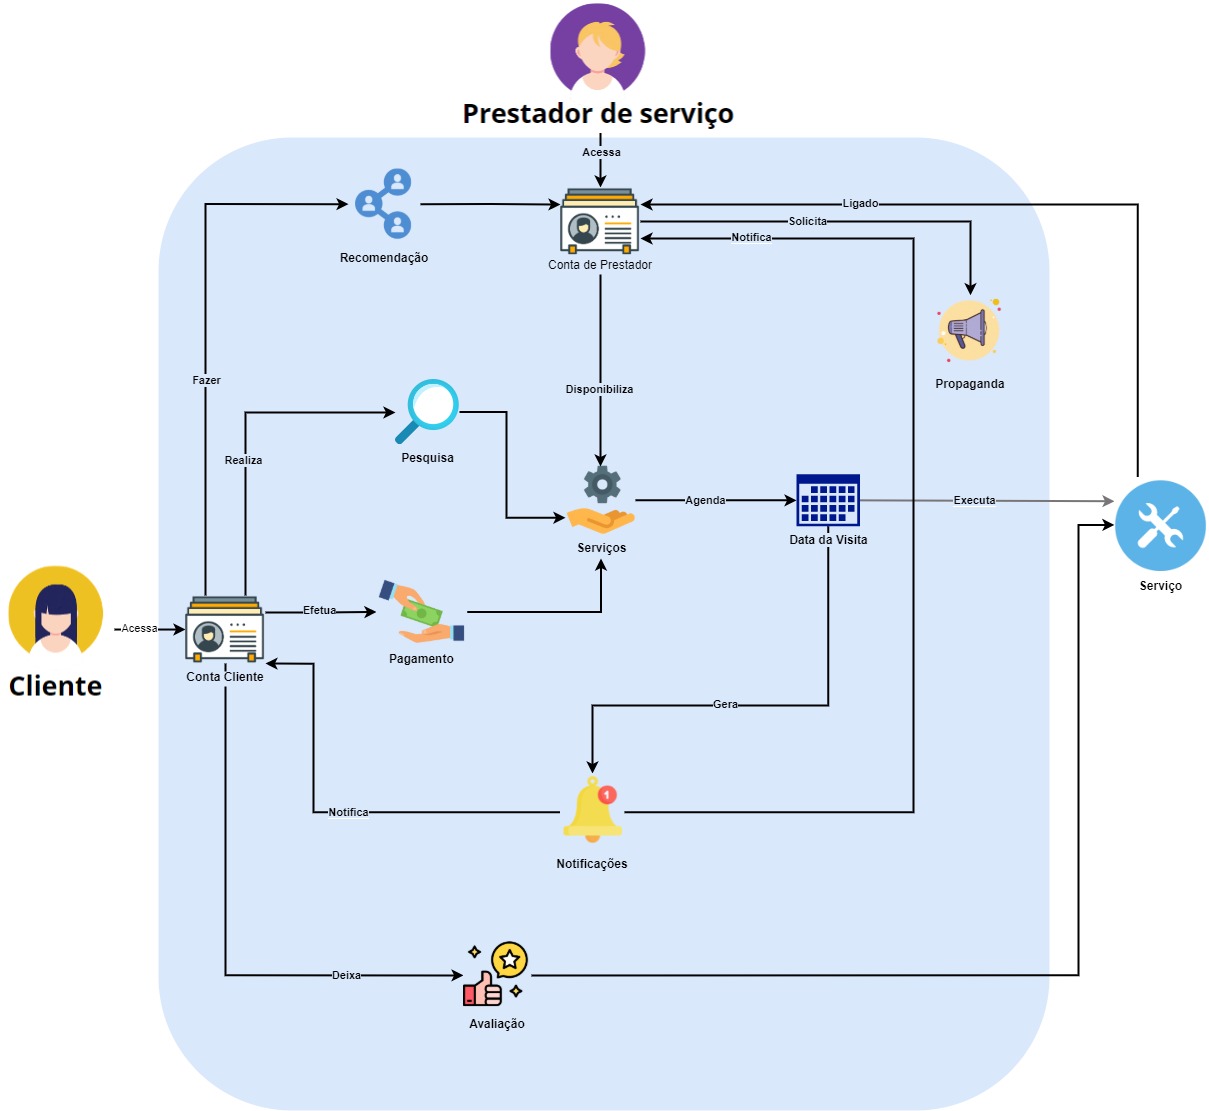 Prestador de serviço
Acessa
Ligado
Solicita
Notifica
Recomendação
Conta de Prestador
Fazer
Disponibiliza
Propaganda
Realiza
Pesquisa
Agenda
Executa
Serviços
Data da Visita
Serviço
Efetua
Acessa
Pagamento
Conta Cliente
Cliente
Gera
1
Notifica
Notificações
Deixa
Avaliação